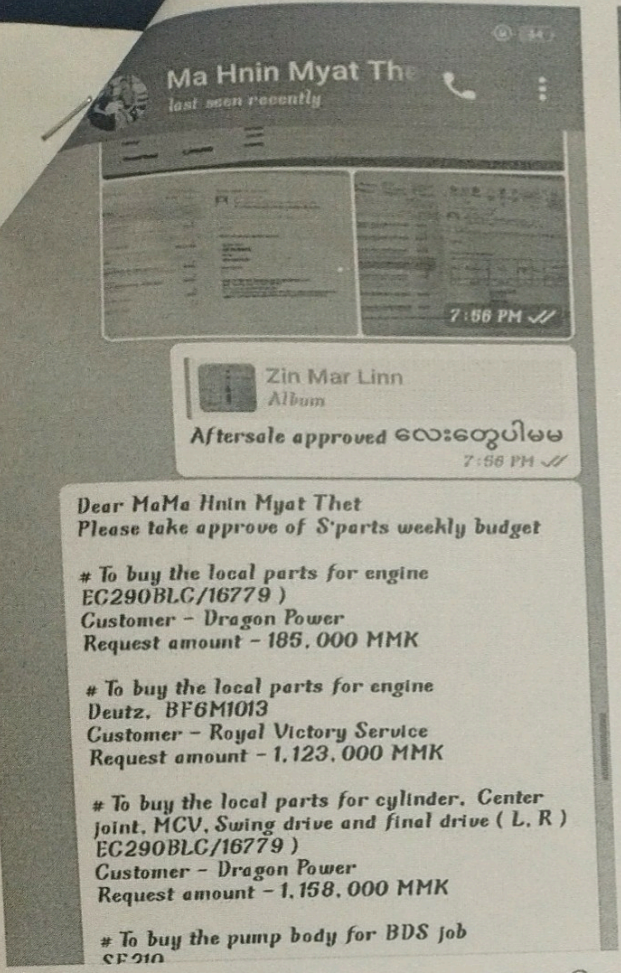 Ma Hnin Myat The
last seen recently
7:56 PM
Zin Mar Linn
Album
Aftersale approved လေးတွေပါမမ
7:56 PM
Dear MaMa Hnin Myat Thet
Please take approve of S'parts weekly budget
# To buy the local parts for engine
EC290BLC/16779 )
Customer - Dragon Power
Request amount - 185, 000 MMK
# To buy the local parts for engine
Deutz, BF6M1013
Customer - Royal Victory Service
Request amount - 1,123, 000 MMK
# To buy the local parts for cylinder, Center
joint, MCV, Swing drive and final drive ( L, R )
EC290BLC/16779 )
Customer - Dragon Power
Request amount - 1,158, 000 MMK
# To buy the pump body for BDS job